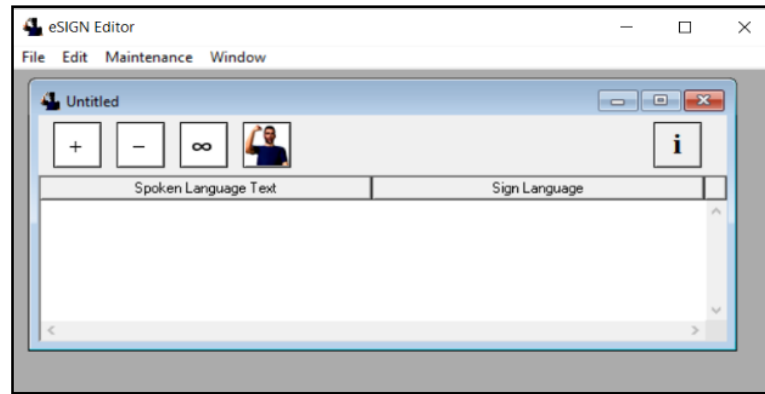 eSIGN Editor
File Edit Maintenance Window
Untitled
+ − ∞ i
Spoken Language Text Sign Language